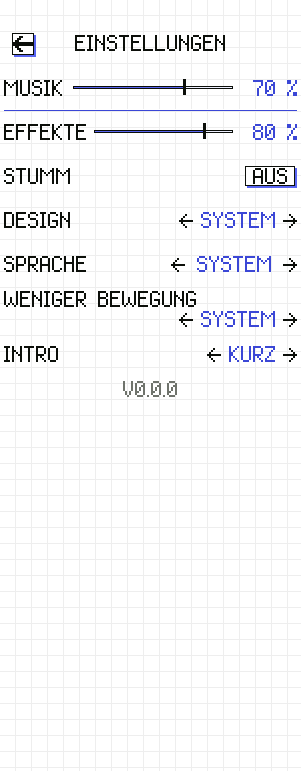 EINSTELLUNGEN
MUSIK 70 %
EFFEKTE 80 %
STUMM AUS
DESIGN ← SYSTEM →
SPRACHE ← SYSTEM →
WENIGER BEWEGUNG
← SYSTEM →
INTRO ← KURZ →
V0.0.0